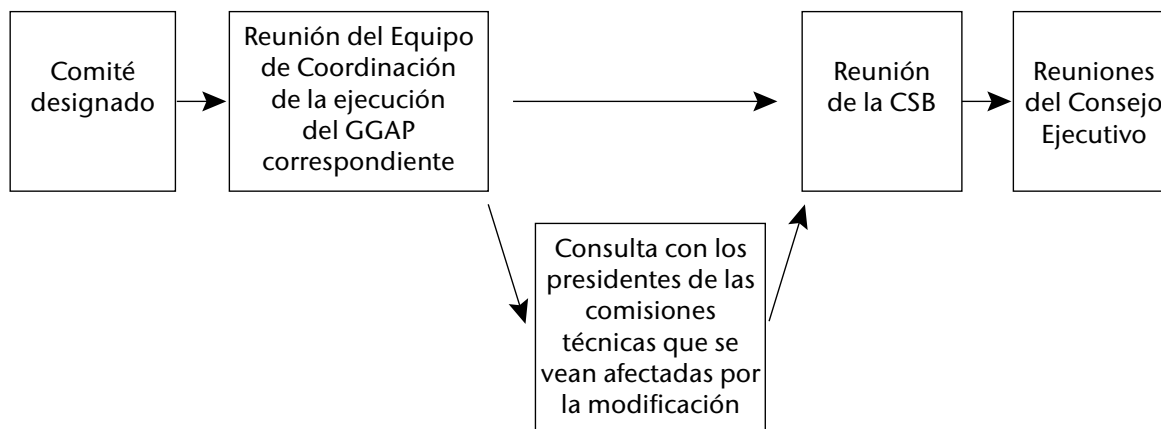 Comité
designado
Reunión del Equipo
de Coordinación
de la ejecución
del GGAP
correspondiente
Consulta con los
presidentes de las
comisiones
técnicas que se
vean afectadas por
la modificación
Reunión
de la CSB
Reuniones
del Consejo
Ejecutivo